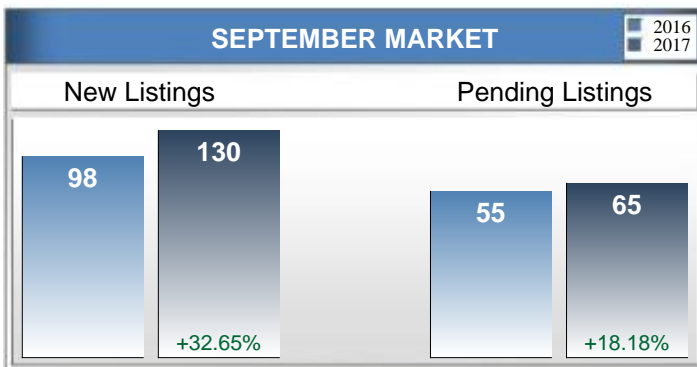 SEPTEMBER MARKET
2016
2017
New Listings
Pending Listings
98
130
+32.65%
55
65
+18.18%